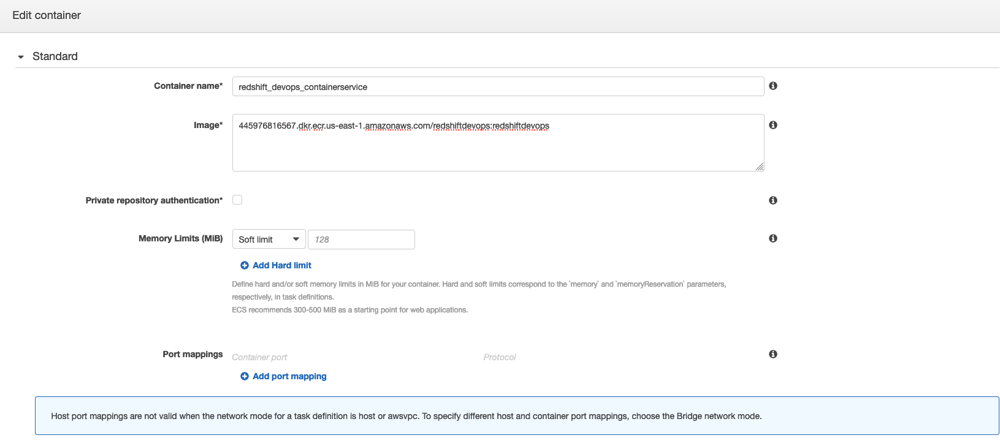 Edit container
Standard
Container name*
redshift_devops_containerservice
Image*
445976816567.dkr.ecr.us-east-1.amazonaws.com/redshiftdevops:redshiftdevops
Private repository authentication*
Memory Limits (MiB)
Soft limit
128
Add Hard limit
Define hard and/or soft memory limits in MiB for your container. Hard and soft limits correspond to the `memory` and `memoryReservation` parameters,
respectively, in task definitions.
ECS recommends 300-500 MiB as a starting point for web applications.
Port mappings
Container port
Protocol
Add port mapping
Host port mappings are not valid when the network mode for a task definition is host or awsvpc. To specify different host and container port mappings, choose the Bridge network mode.